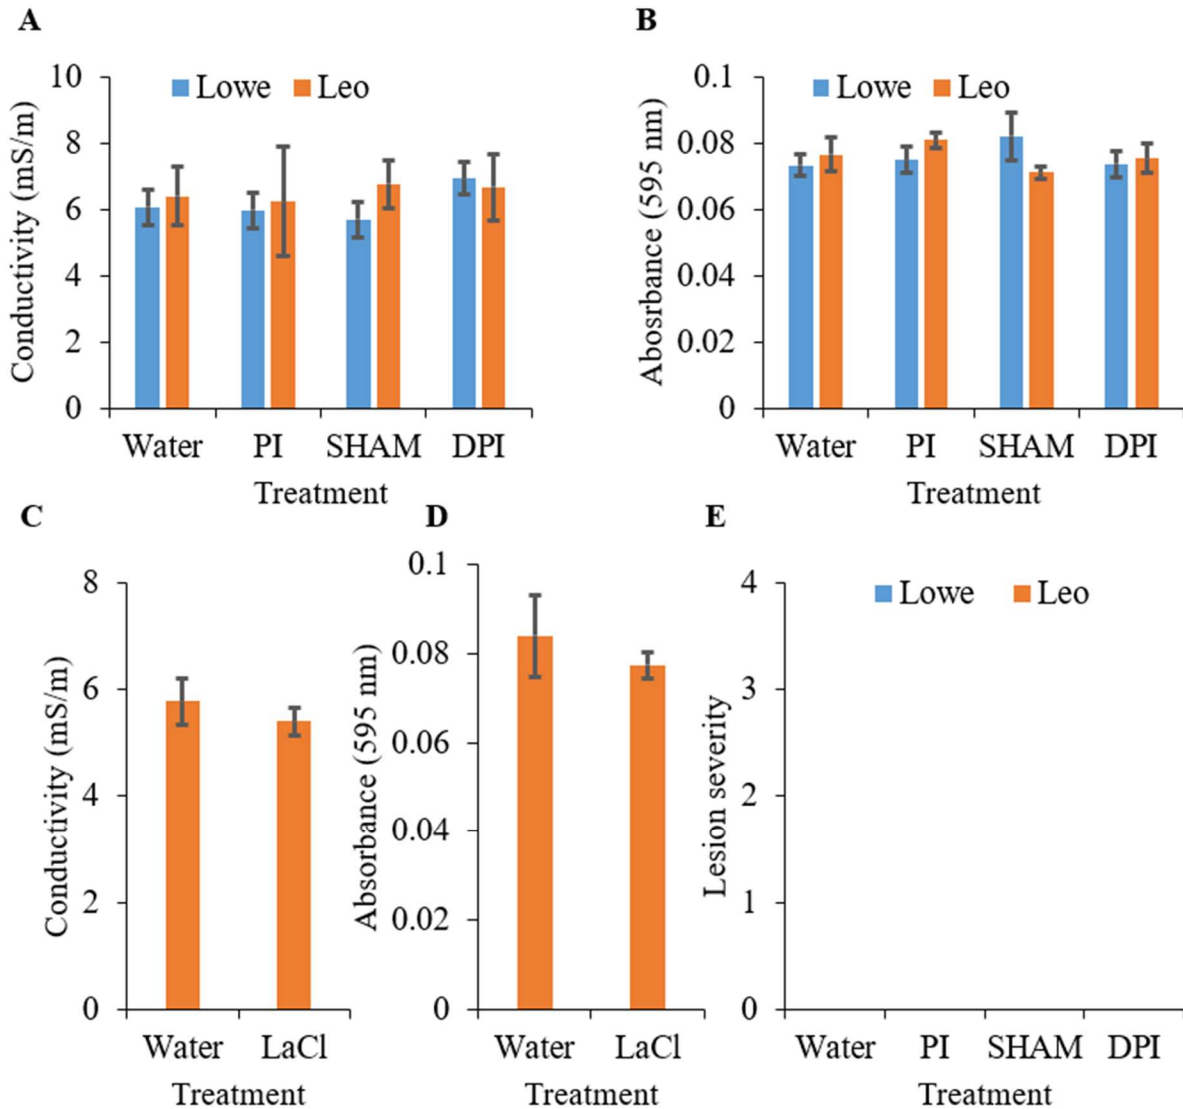 A
B
Conductivity (mS/m)
10
8
6
4
2
0
Lowe Leo
Water PI SHAM DPI
Treatment
Abosrbance (595 nm)
0.1
0.08
0.06
0.04
0.02
0
Lowe Leo
Water PI SHAM DPI
Treatment
C
D
E
Conductivity (mS/m)
8
6
4
2
0
Water LaCl
Treatment
Absorbance (595 nm)
0.1
0.08
0.06
0.04
0.02
0
Water LaCl
Treatment
Lesion severity
4
3
2
1
0
Lowe Leo
Water PI SHAM DPI
Treatment